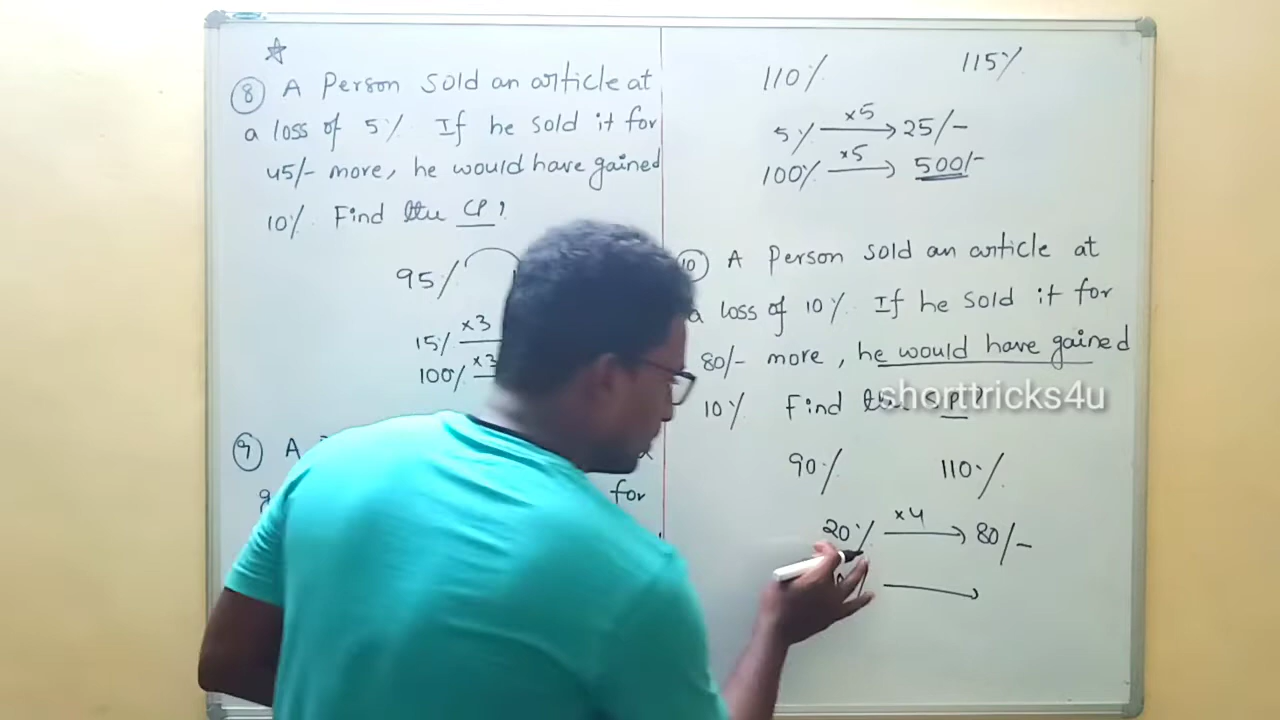 ☆
8 A Person sold an article at
a loss of 5%. If he sold it for
45/- more, he would have gained
10%. Find the CP?
95%
15% ×3
100% ×3
9 A
for
110% 115%
5% ×5 → 25/-
100% ×5 → 500/-
10 A Person sold an article at
a loss of 10%. If he sold it for
80/- more, he would have gained
10%. Find the SP?
shorttricks4u
90% 110%
20% ×4 → 80/-